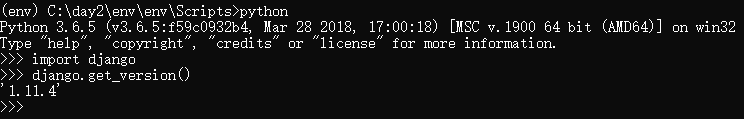 (env) C:\day2\env\env\Scripts>python
Python 3.6.5 (v3.6.5:f59c0932b4, Mar 28 2018, 17:00:18) [MSC v.1900 64 bit (AMD64)] on win32
Type "help", "copyright", "credits" or "license" for more information.
>>> import django
>>> django.get_version()
'1.11.4'
>>>